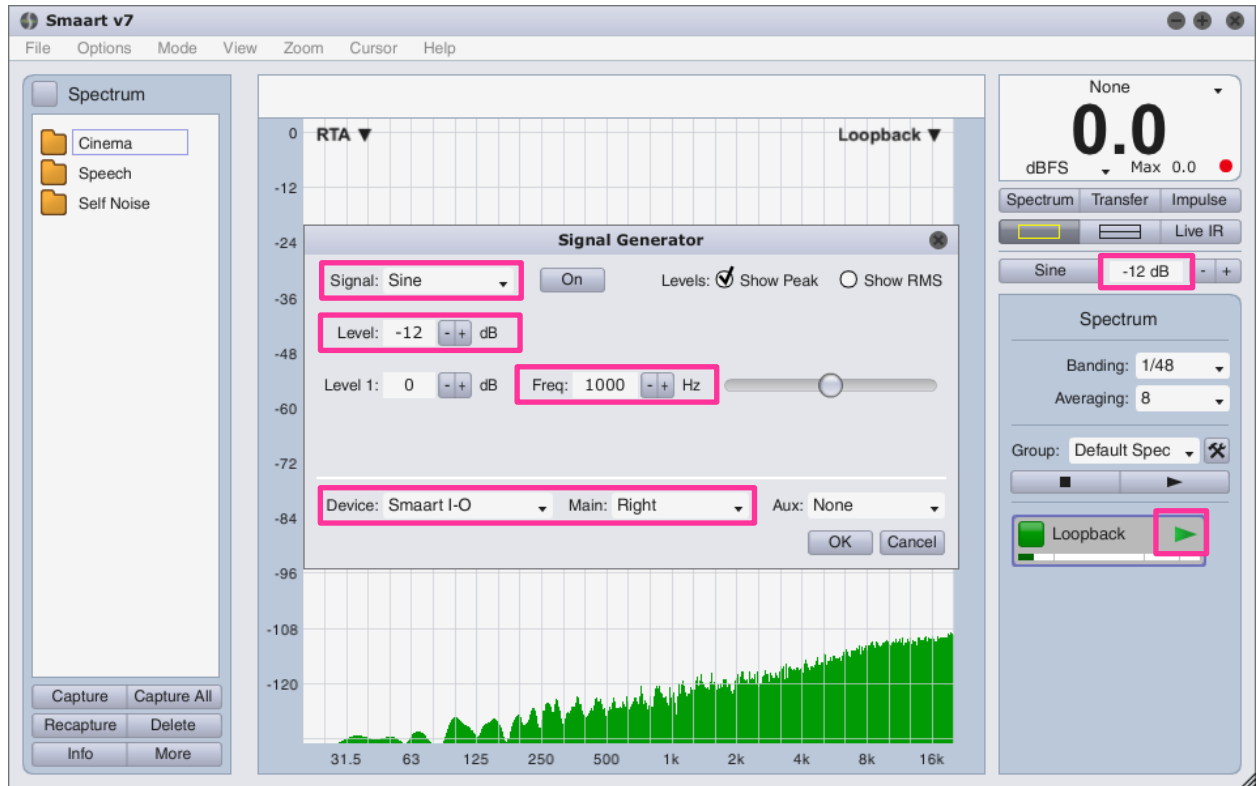 Smaart v7
File Options Mode View Zoom Cursor Help
Spectrum
Cinema
Speech
Self Noise
Capture Capture All
Recapture Delete
Info More
RTA Loopback
0
-12
-24
-36
-48
-60
-72
-84
-96
-108
-120
31.5 63 125 250 500 1k 2k 4k 8k 16k
Signal Generator
Signal: Sine On Levels: Show Peak Show RMS
Level: -12 - + dB
Level 1: 0 - + dB Freq: 1000 - + Hz
Device: Smaart I-O Main: Right Aux: None
OK Cancel
None
0.0
dBFS Max 0.0
Spectrum Transfer Impulse
Live IR
Sine -12 dB - +
Spectrum
Banding: 1/48
Averaging: 8
Group: Default Spec
Loopback